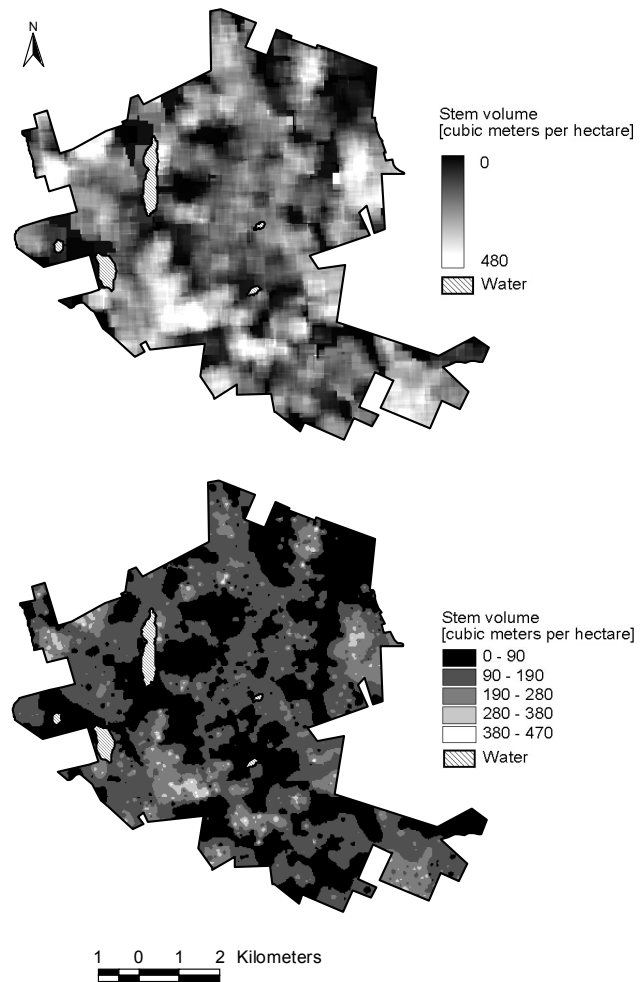 N
Stem volume
[cubic meters per hectare]
0
480
Water
Stem volume
[cubic meters per hectare]
0 - 90
90 - 190
190 - 280
280 - 380
380 - 470
Water
1 0 1 2 Kilometers